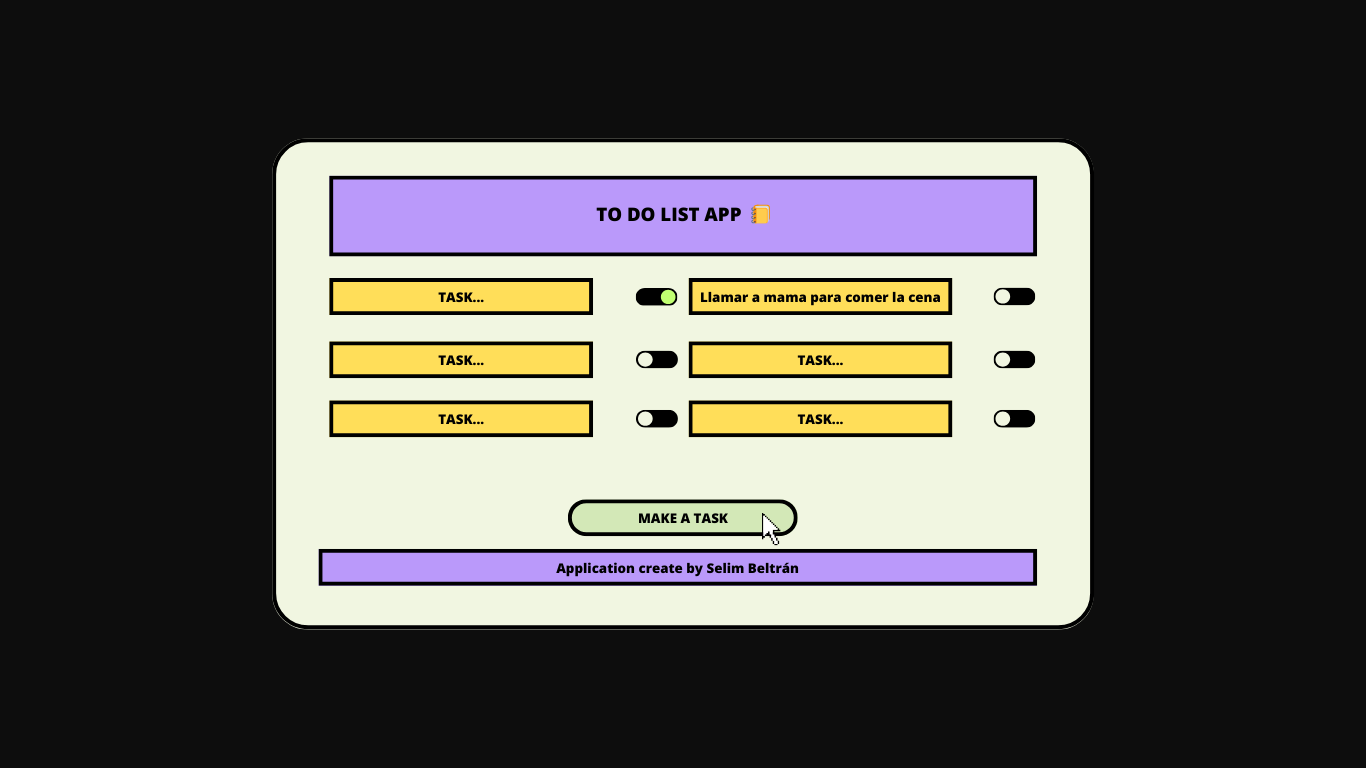 TO DO LIST APP 📒
TASK...
Llamar a mama para comer la cena
TASK...
TASK...
TASK...
TASK...
MAKE A TASK
Application create by Selim Beltrán